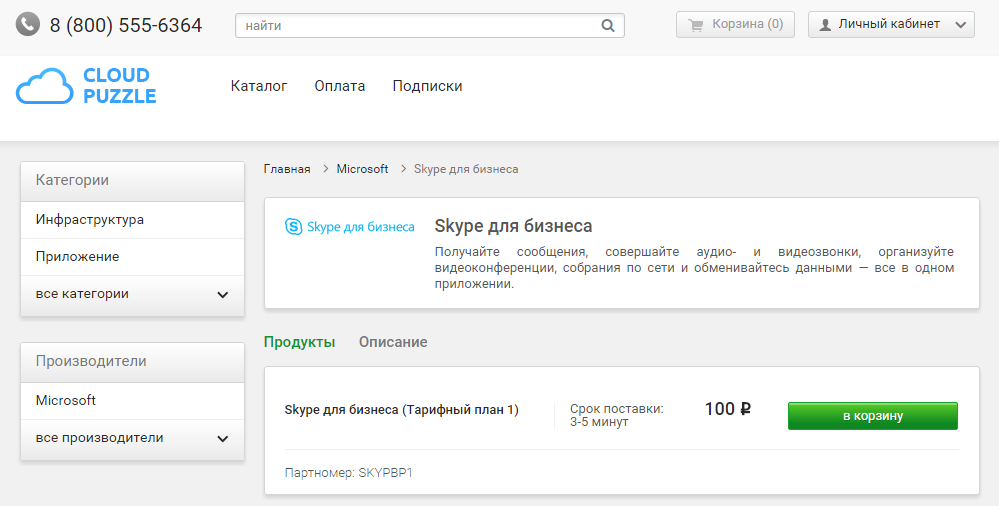 8 (800) 555-6364
найти
Корзина (0)
Личный кабинет
CLOUD
PUZZLE
Каталог
Оплата
Подписки
Категории
Инфраструктура
Приложение
все категории
Производители
Microsoft
все производители
Главная > Microsoft > Skype для бизнеса
Skype для бизнеса
Skype для бизнеса
Получайте сообщения, совершайте аудио- и видеозвонки, организуйте
видеоконференции, собрания по сети и обменивайтесь данными — все в одном
приложении.
Продукты
Описание
Skype для бизнеса (Тарифный план 1)
Срок поставки:
3-5 минут
100 ₽
в корзину
Партномер: SKYPBP1